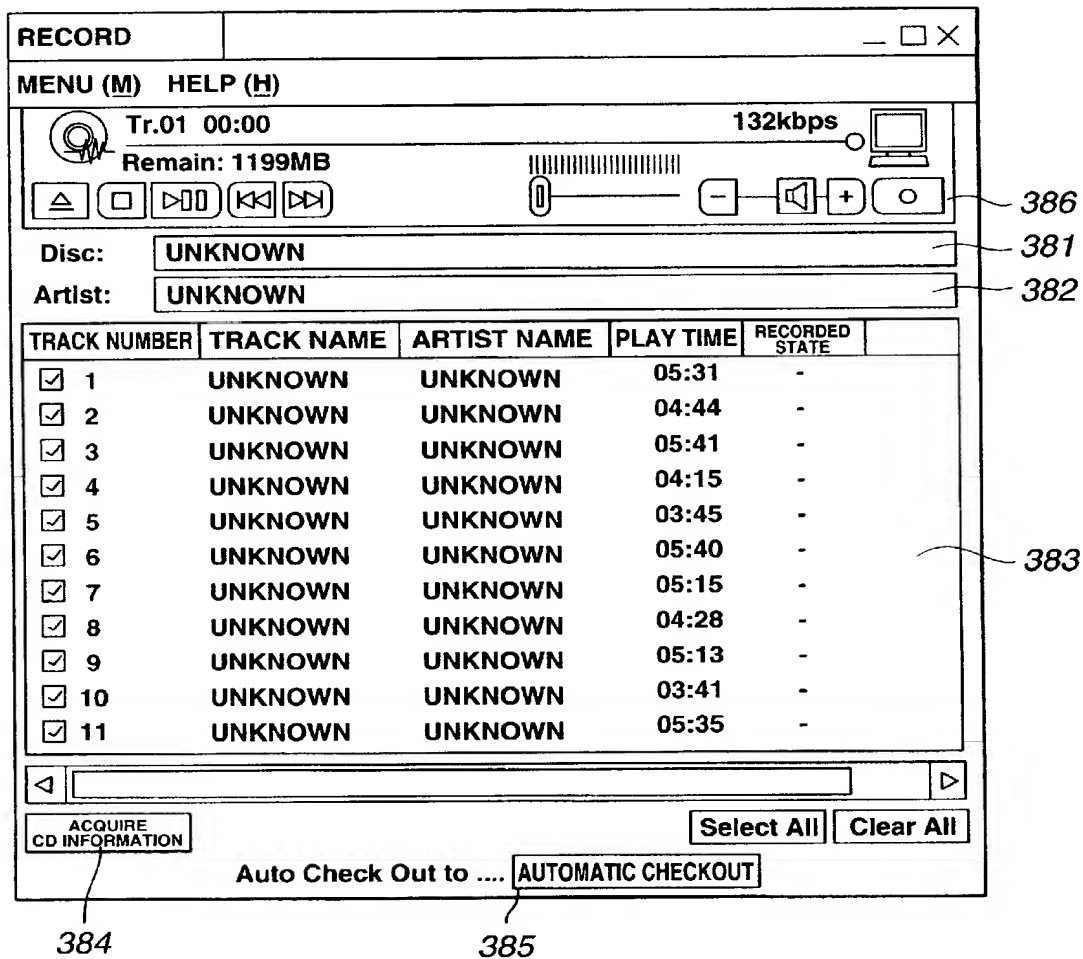 RECORD
MENU (M) HELP (H)
Tr.01 00:00 132kbps
Remain: 1199MB
386
Disc: UNKNOWN 381
Artist: UNKNOWN 382
TRACK NUMBER TRACK NAME ARTIST NAME PLAY TIME RECORDED STATE
1 UNKNOWN UNKNOWN 05:31 -
2 UNKNOWN UNKNOWN 04:44 -
3 UNKNOWN UNKNOWN 05:41 -
4 UNKNOWN UNKNOWN 04:15 -
5 UNKNOWN UNKNOWN 03:45 -
6 UNKNOWN UNKNOWN 05:40 -
383
7 UNKNOWN UNKNOWN 05:15 -
8 UNKNOWN UNKNOWN 04:28 -
9 UNKNOWN UNKNOWN 05:13 -
10 UNKNOWN UNKNOWN 03:41 -
11 UNKNOWN UNKNOWN 05:35 -
ACQUIRE
CD INFORMATION
Select All Clear All
Auto Check Out to .... AUTOMATIC CHECKOUT
384 385